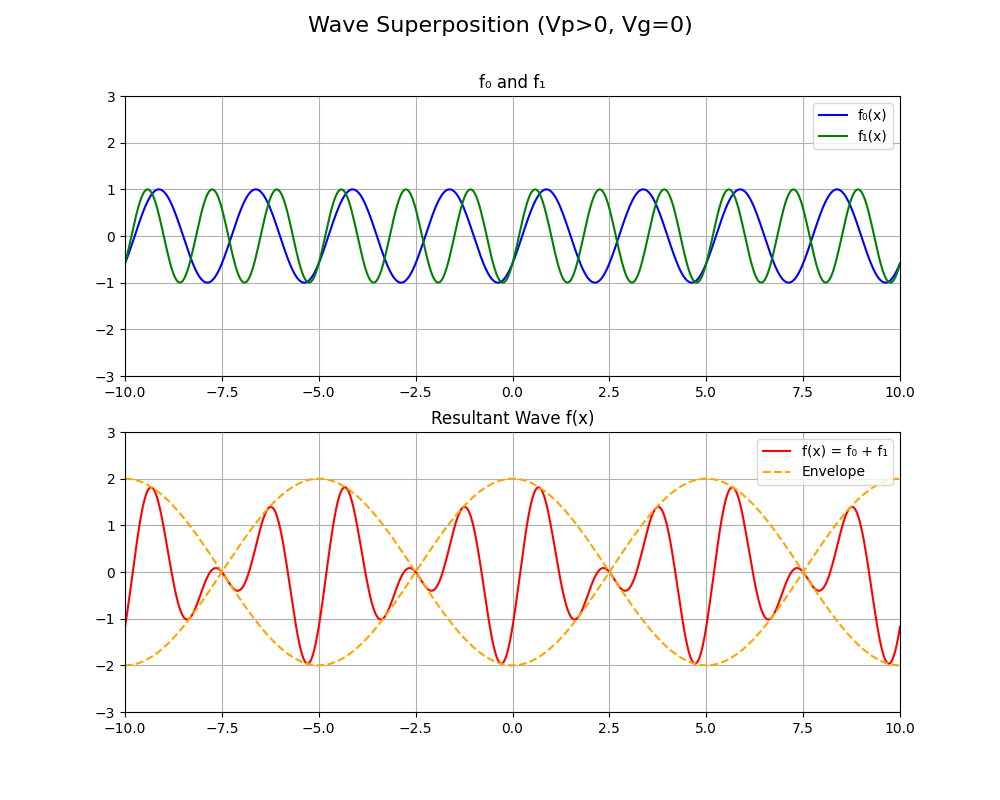 Wave Superposition (Vp>0, Vg=0)
f₀ and f₁
3
2
1
0
−1
−2
−3
f₀(x)
f₁(x)
−10.0 −7.5 −5.0 −2.5 0.0 2.5 5.0 7.5 10.0
Resultant Wave f(x)
3
2
1
0
−1
−2
−3
f(x) = f₀ + f₁
Envelope
−10.0 −7.5 −5.0 −2.5 0.0 2.5 5.0 7.5 10.0